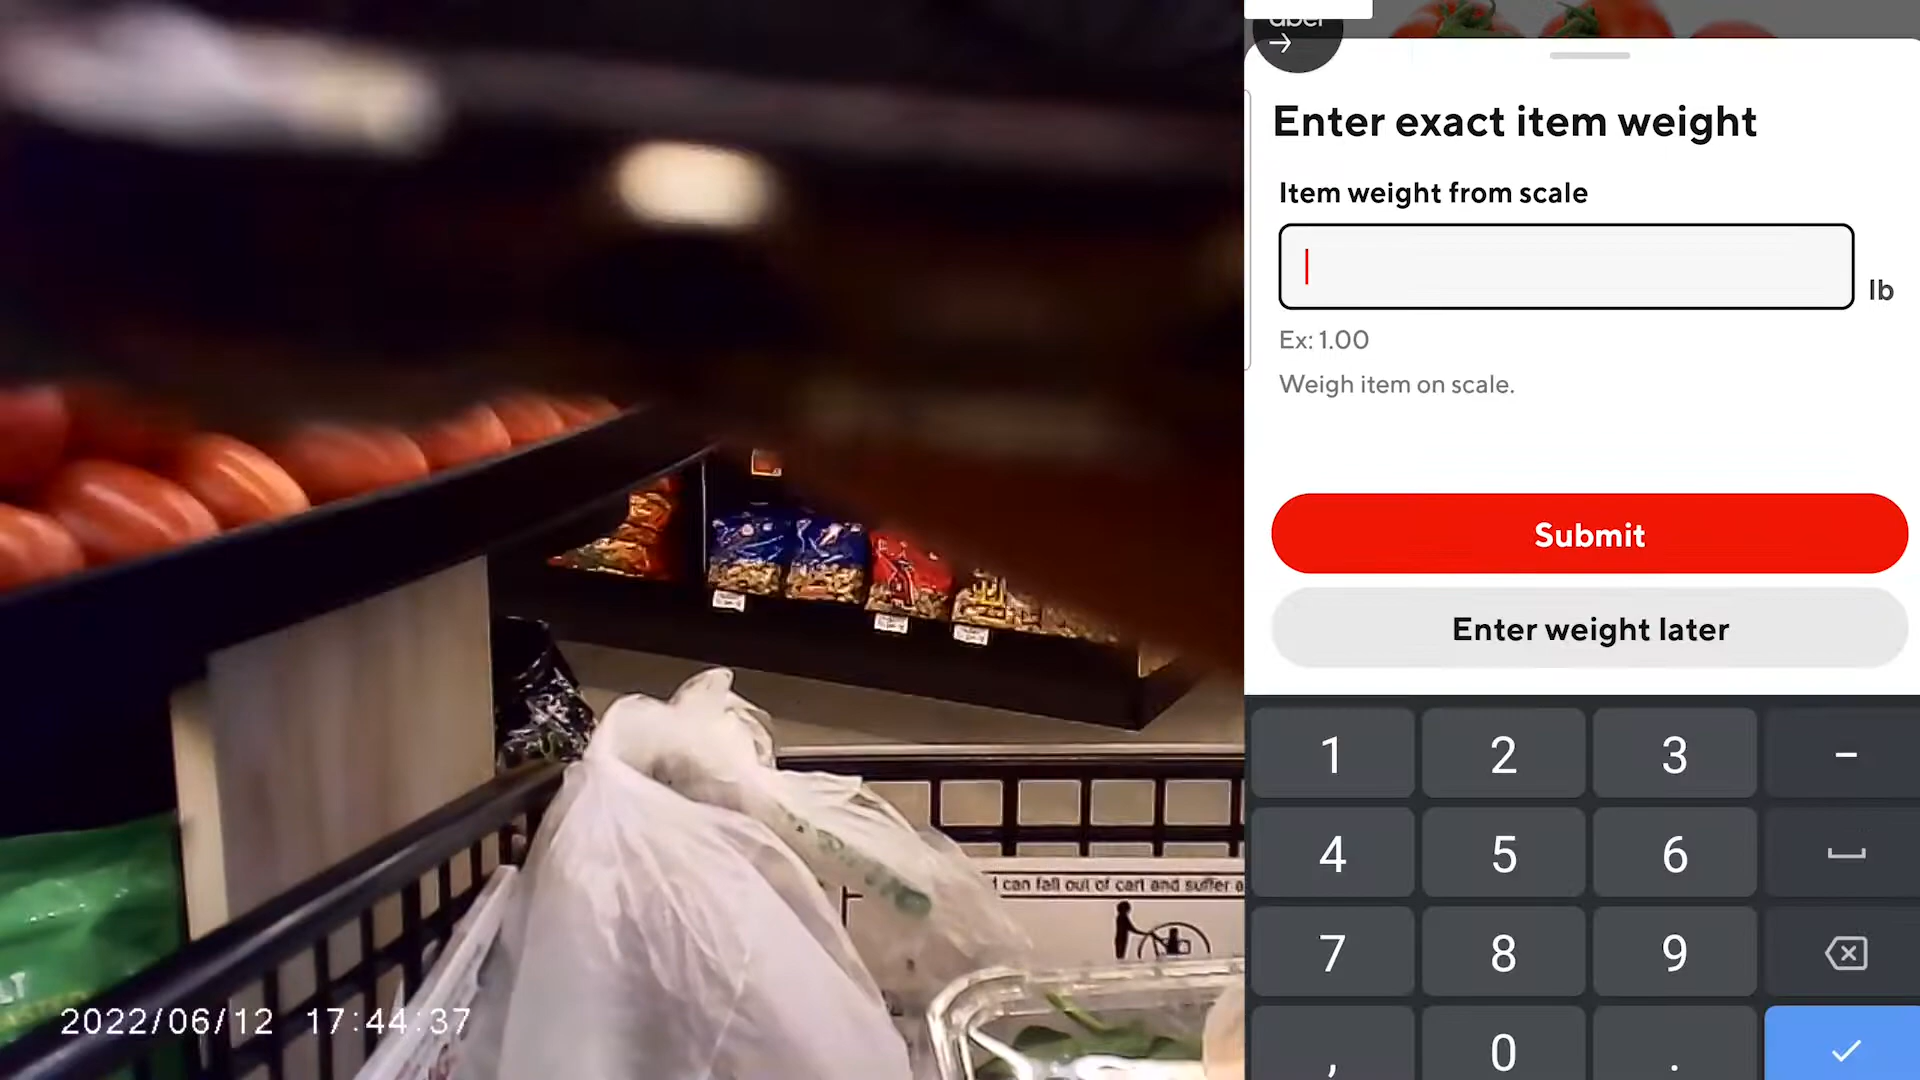 uber
Enter exact item weight
Item weight from scale
lb
Ex: 1.00
Weigh item on scale.
Submit
Enter weight later
1 2 3 –
4 5 6
7 8 9
, 0 .
can fall out of cart and suffer
2022/06/12 17:44:37